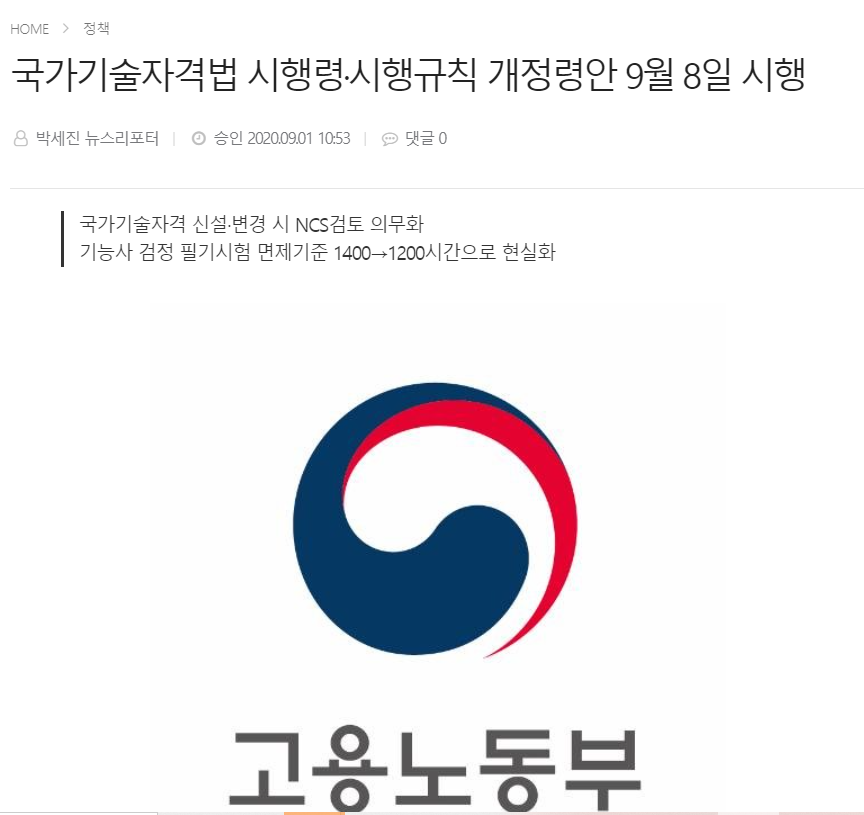 HOME > 정책
국가기술자격법 시행령·시행규칙 개정령안 9월 8일 시행
박세진 뉴스리포터 | 승인 2020.09.01 10:53 | 댓글 0
국가기술자격 신설·변경 시 NCS검토 의무화
기능사 검정 필기시험 면제기준 1400→1200시간으로 현실화
고용노동부